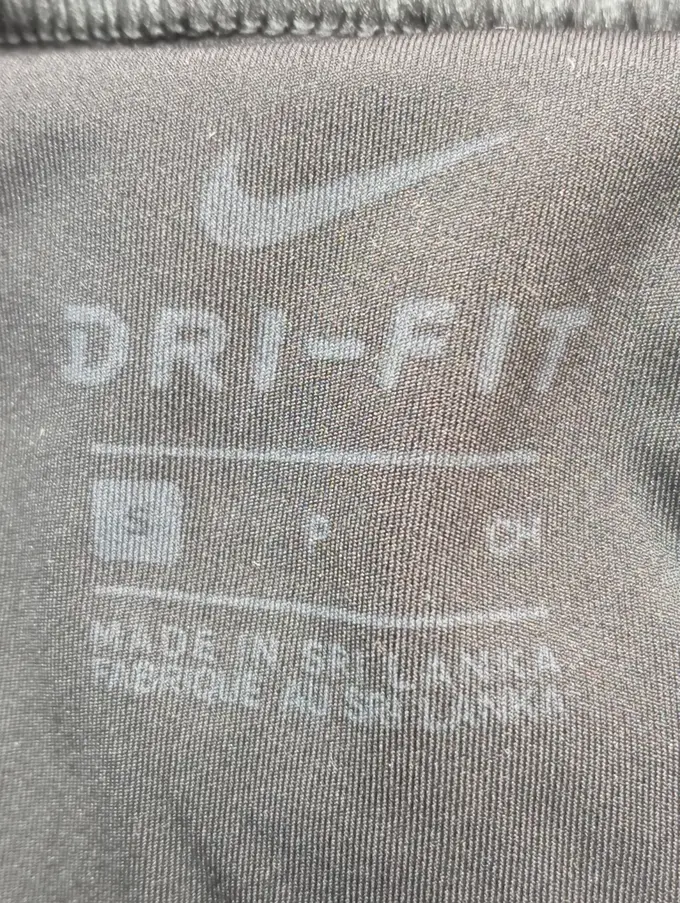 DRI-FIT
S P CH
MADE IN SRI LANKA
FABRIQUÉ AU SRI LANKA